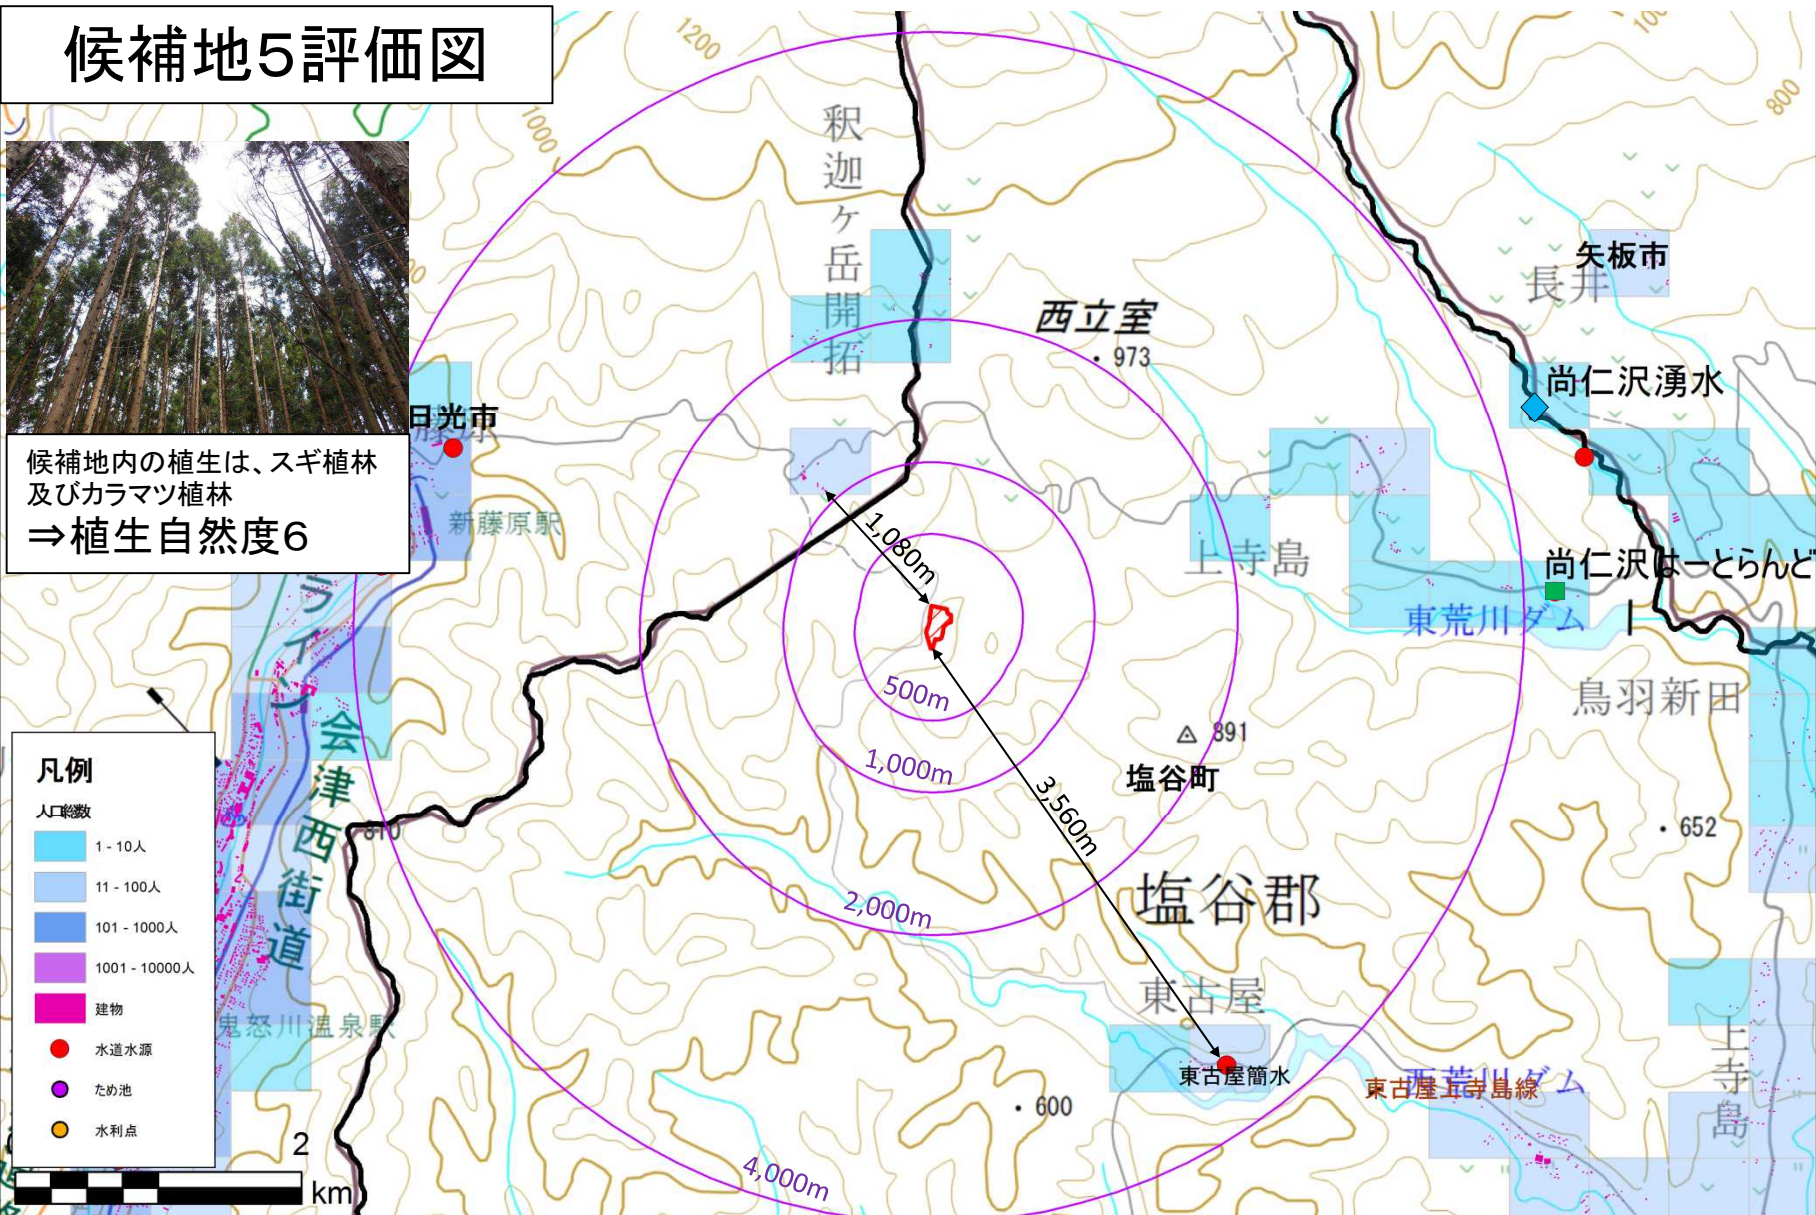 候補地5評価図
1200
1000
800
釈迦ヶ岳開拓
西立室
973
矢板市
長井
尚仁沢湧水
日光市
藤原
候補地内の植生は、スギ植林
及びカラマツ植林
⇒植生自然度6
新藤原駅
1,080m
上寺島
尚仁沢はーとらんど
東荒川ダム
鳥羽新田
500m
1,000m
2,000m
4,000m
3,560m
891
塩谷町
652
塩谷郡
810
ライン
会津西街道
鬼怒川温泉駅
東古屋
東古屋簡水
西荒川ダム
東古屋上寺島線
上寺島
600
凡例
人口総数
1 - 10人
11 - 100人
101 - 1000人
1001 - 10000人
建物
水道水源
ため池
水利点
2
km